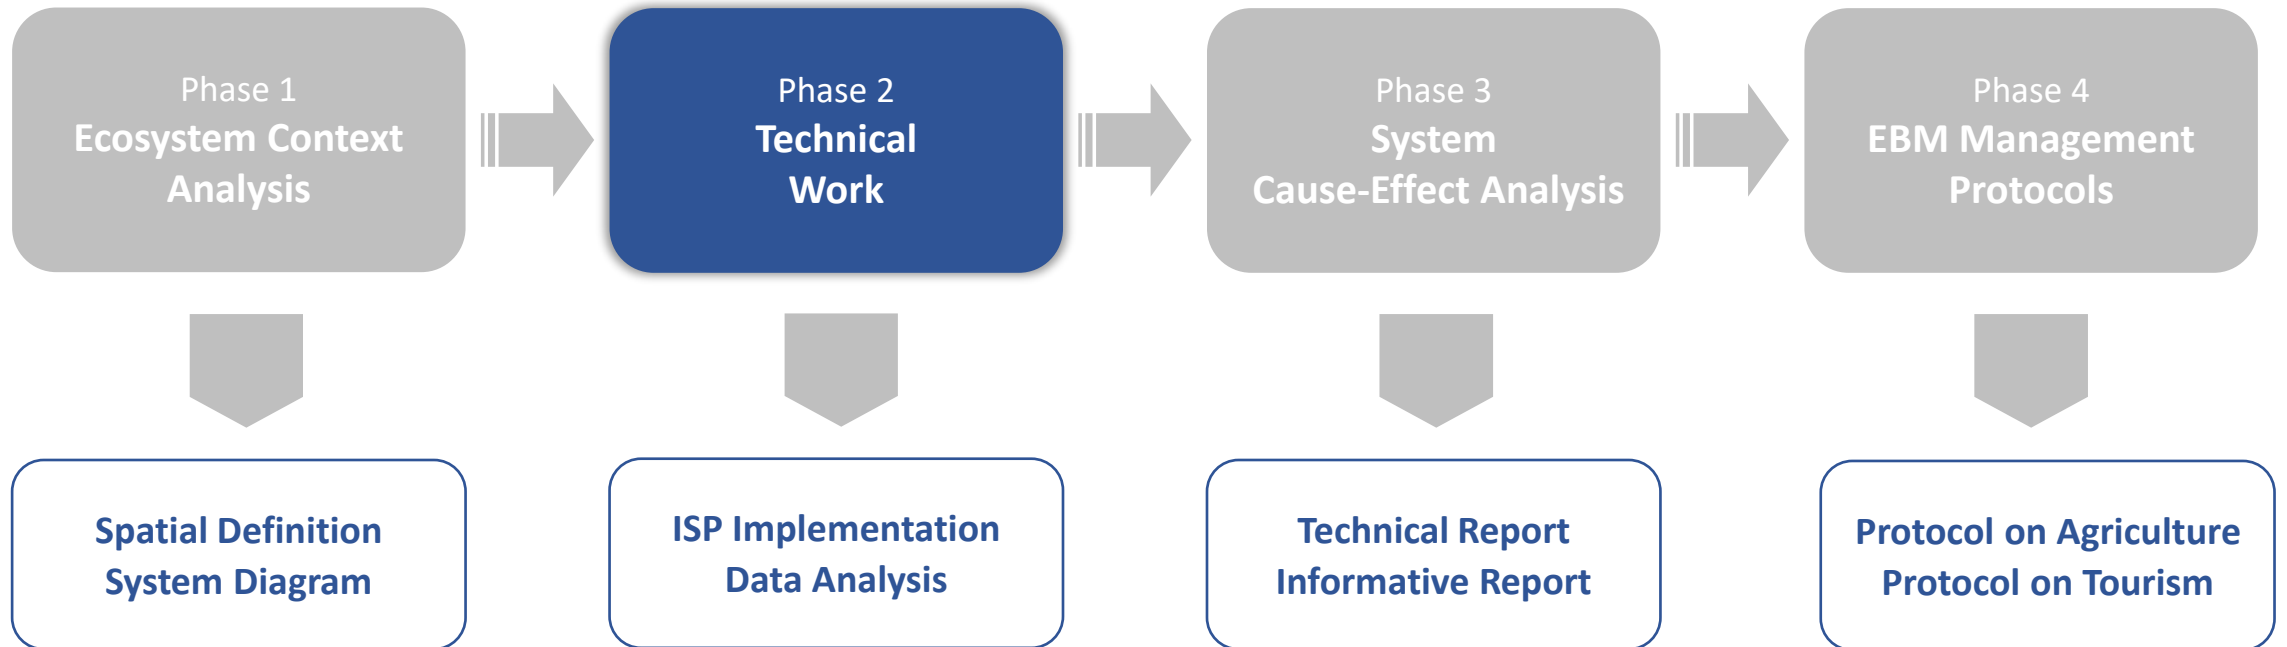 Phase 1
Ecosystem Context
Analysis
Phase 2
Technical
Work
Phase 3
System
Cause-Effect Analysis
Phase 4
EBM Management
Protocols
Spatial Definition
System Diagram
ISP Implementation
Data Analysis
Technical Report
Informative Report
Protocol on Agriculture
Protocol on Tourism